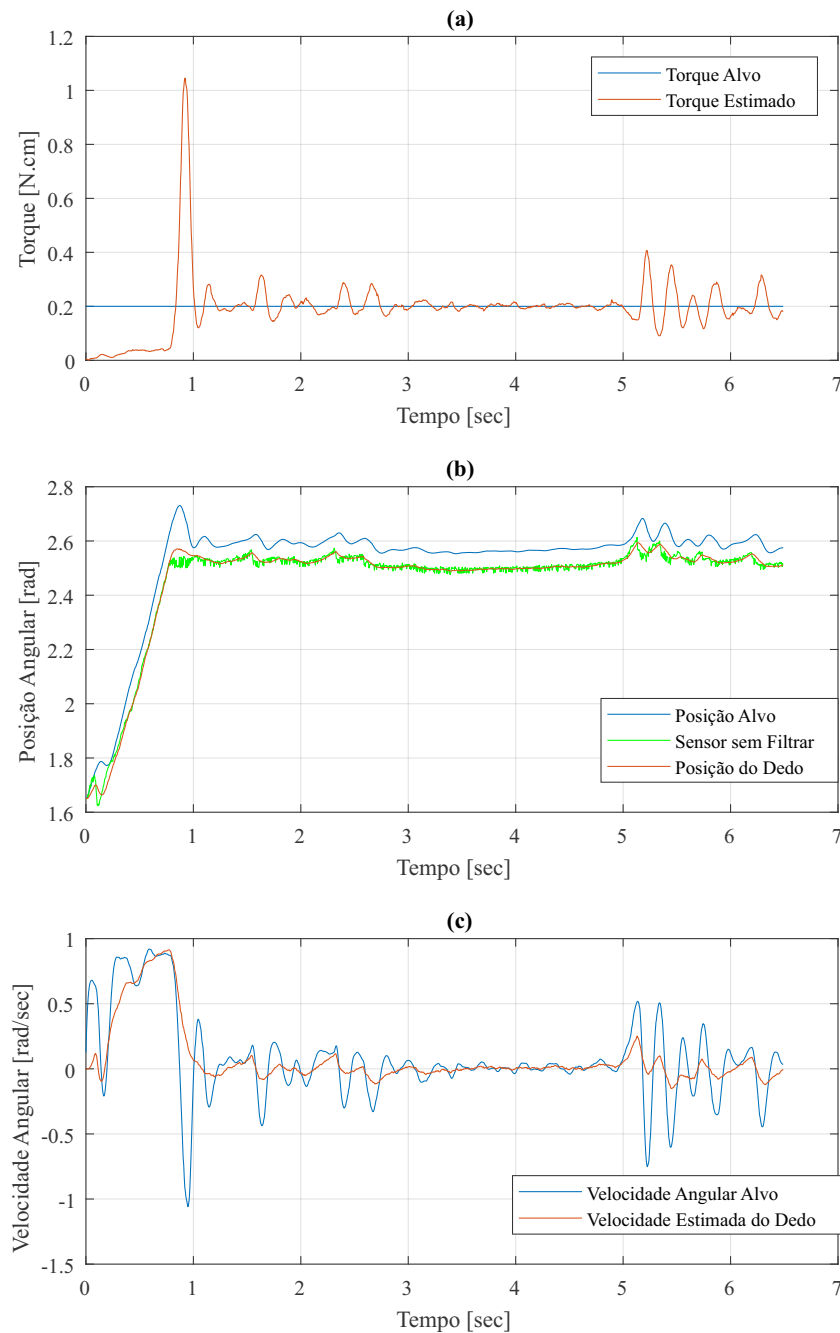 (a)
1.2
1
0.8
0.6
0.4
0.2
0
Torque [N.cm]
Torque Alvo
Torque Estimado
0 1 2 3 4 5 6 7
Tempo [sec]
(b)
2.8
2.6
2.4
2.2
2
1.8
1.6
Posição Angular [rad]
Posição Alvo
Sensor sem Filtrar
Posição do Dedo
0 1 2 3 4 5 6 7
Tempo [sec]
(c)
1
0.5
0
-0.5
-1
-1.5
Velocidade Angular [rad/sec]
Velocidade Angular Alvo
Velocidade Estimada do Dedo
0 1 2 3 4 5 6 7
Tempo [sec]